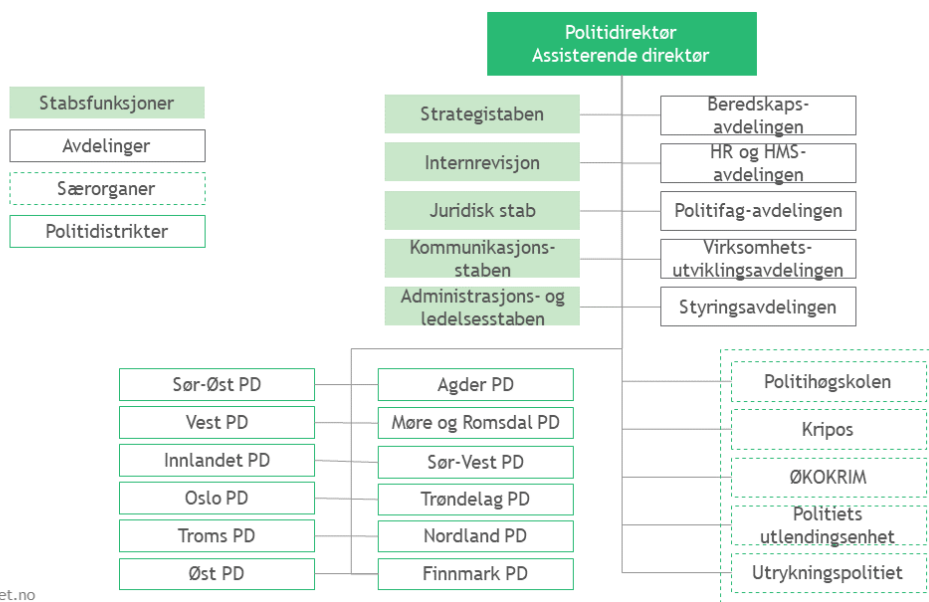 Politidirektør
Assisterende direktør
Stabsfunksjoner
Avdelinger
Særorganer
Politidistrikter
Strategistaben
Internrevisjon
Juridisk stab
Kommunikasjons-
staben
Administrasjons- og
ledelsesstaben
Beredskaps-
avdelingen
HR og HMS-
avdelingen
Politifag-avdelingen
Virksomhets-
utviklingsavdelingen
Styringsavdelingen
Sør-Øst PD
Vest PD
Innlandet PD
Oslo PD
Troms PD
Øst PD
Agder PD
Møre og Romsdal PD
Sør-Vest PD
Trøndelag PD
Nordland PD
Finnmark PD
Politihøgskolen
Kripos
ØKOKRIM
Politiets
utlendingsenhet
Utrykningspolitiet
et.no